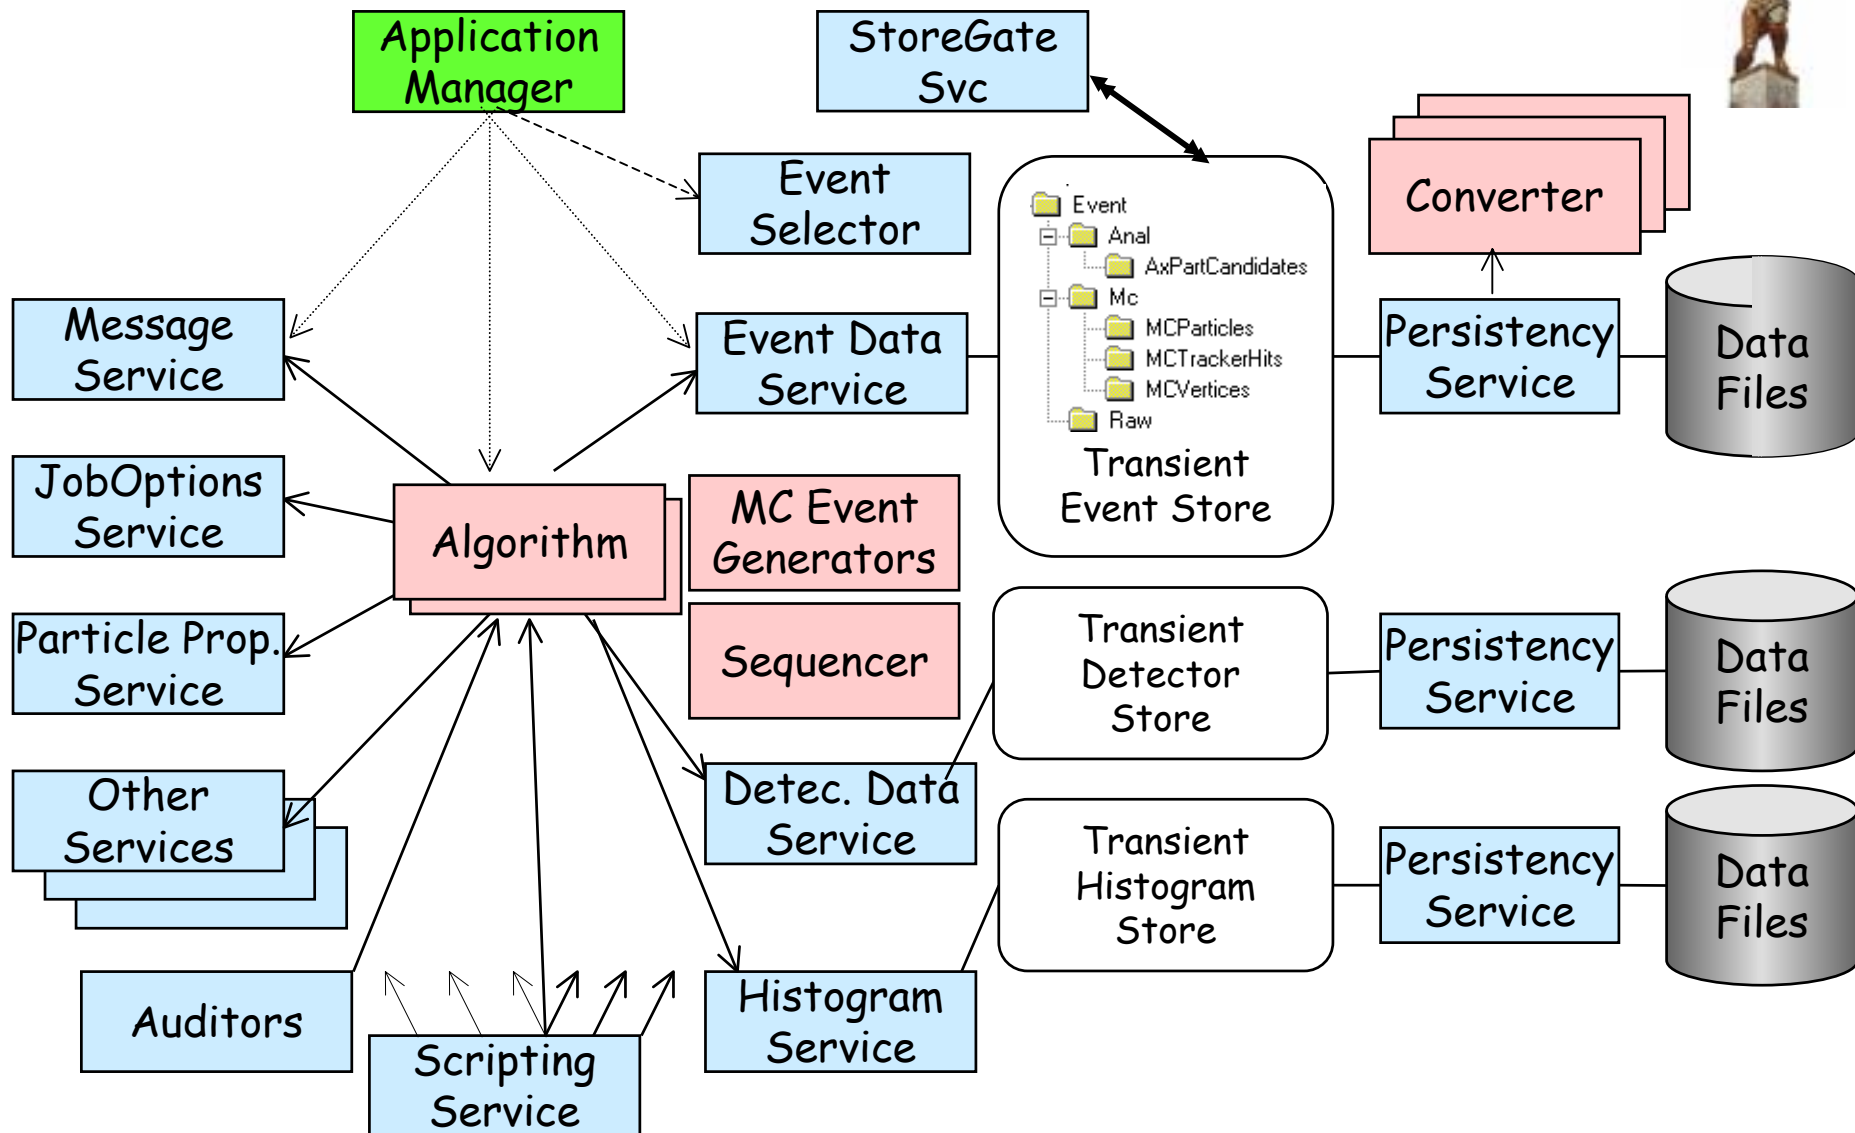 Application
Manager
StoreGate
Svc
Event
Selector
Converter
Event
Anal
AxPartCandidates
Mc
MCParticles
MCTrackerHits
MCVertices
Raw
Transient
Event Store
Message
Service
Event Data
Service
Persistency
Service
Data
Files
JobOptions
Service
Algorithm
MC Event
Generators
Particle Prop.
Service
Sequencer
Transient
Detector
Store
Persistency
Service
Data
Files
Other
Services
Detec. Data
Service
Transient
Histogram
Store
Persistency
Service
Data
Files
Auditors
Scripting
Service
Histogram
Service